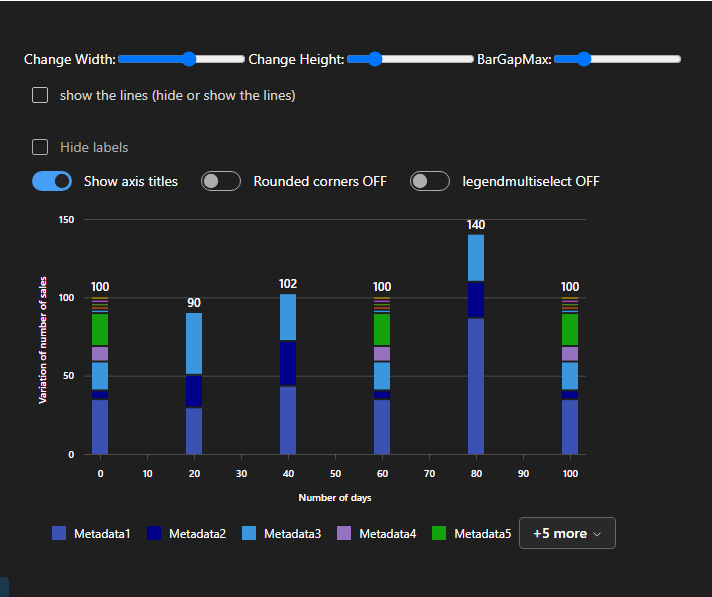 Change Width: Change Height: BarGapMax:
show the lines (hide or show the lines)
Hide labels
Show axis titles Rounded corners OFF legendmultiselect OFF
150
140
100
100 102 100 100
90
50
0
Variation of number of sales
0 10 20 30 40 50 60 70 80 90 100
Number of days
Metadata1 Metadata2 Metadata3 Metadata4 Metadata5 +5 more